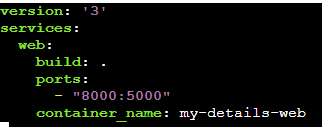 version: '3'
services:
  web:
    build: .
    ports:
      - "8000:5000"
    container_name: my-details-web